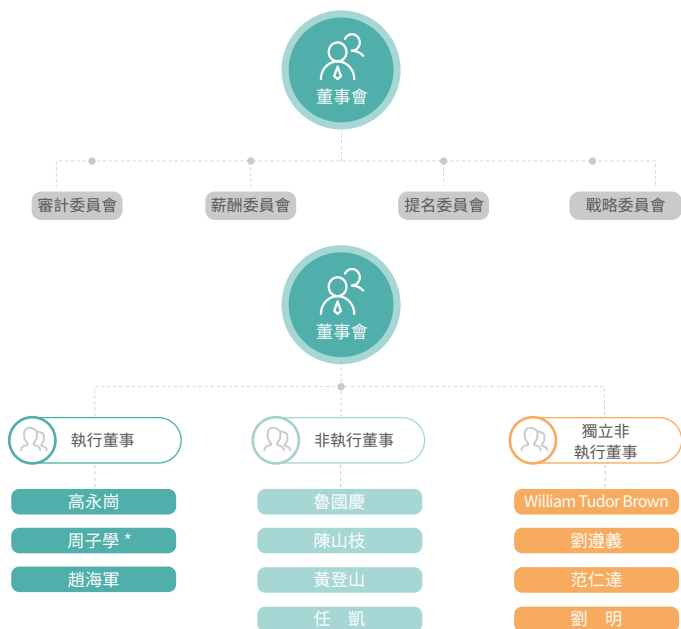 董事會
審計委員會
薪酬委員會
提名委員會
戰略委員會
董事會
執行董事
非執行董事
獨立非
執行董事
高永崗
魯國慶
William Tudor Brown
周子學 *
陳山枝
劉遵義
趙海軍
黃登山
范仁達
任 凱
劉 明